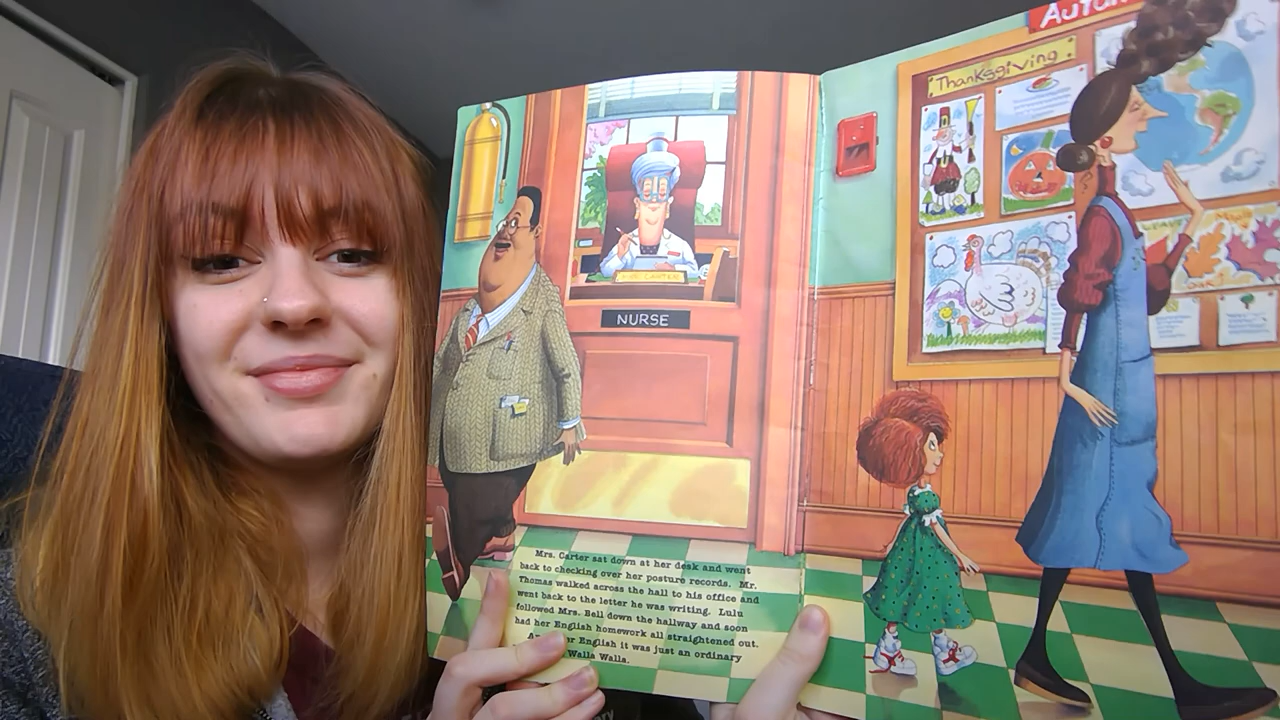 Autum
Thanksgiving
MRS. CARTER
NURSE
Mrs. Carter sat down at her desk and went
back to checking over her posture records. Mr.
Thomas walked across the hall to his office and
went back to the letter he was writing. Lulu
followed Mrs. Bell down the hallway and soon
had her English homework all straightened out.
English it was just an ordinary
Walla Walla.